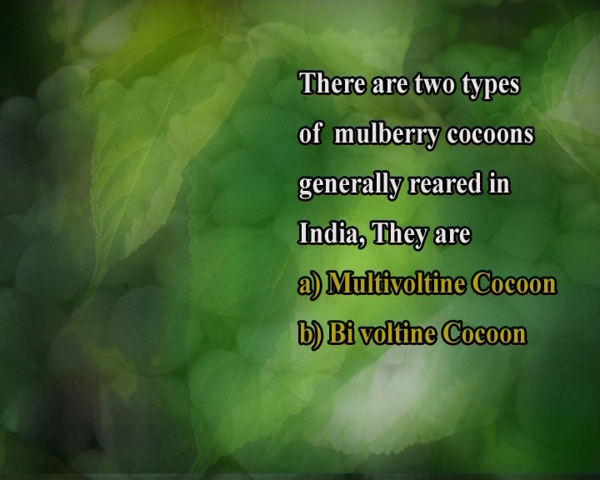 There are two types
of mulberry cocoons
generally reared in
India, They are
a) Multivoltine Cocoon
b) Bi voltine Cocoon